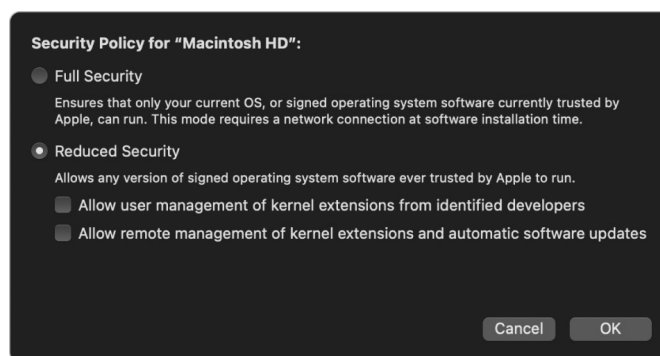 Security Policy for “Macintosh HD”:
Full Security
Ensures that only your current OS, or signed operating system software currently trusted by
Apple, can run. This mode requires a network connection at software installation time.
Reduced Security
Allows any version of signed operating system software ever trusted by Apple to run.
Allow user management of kernel extensions from identified developers
Allow remote management of kernel extensions and automatic software updates
Cancel OK